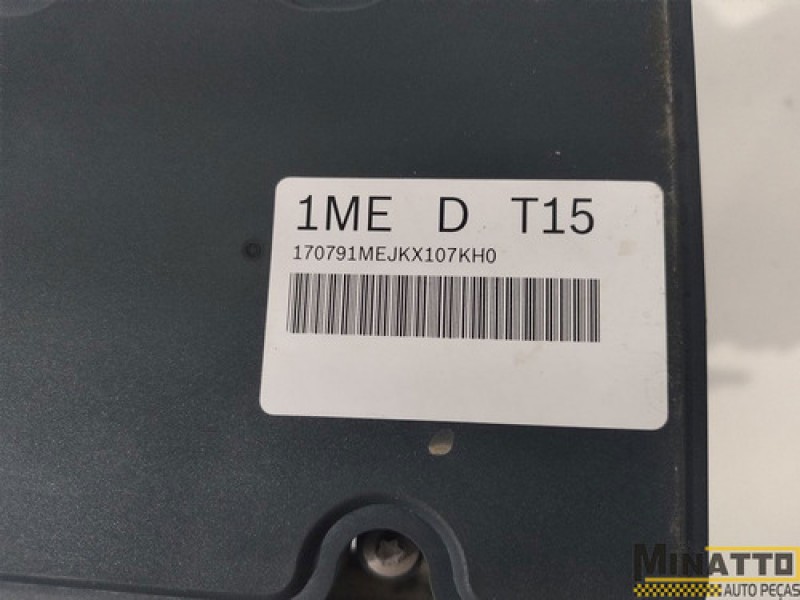 1ME D T15
170791MEJKX107KH0
MINATTO
AUTO PEÇAS